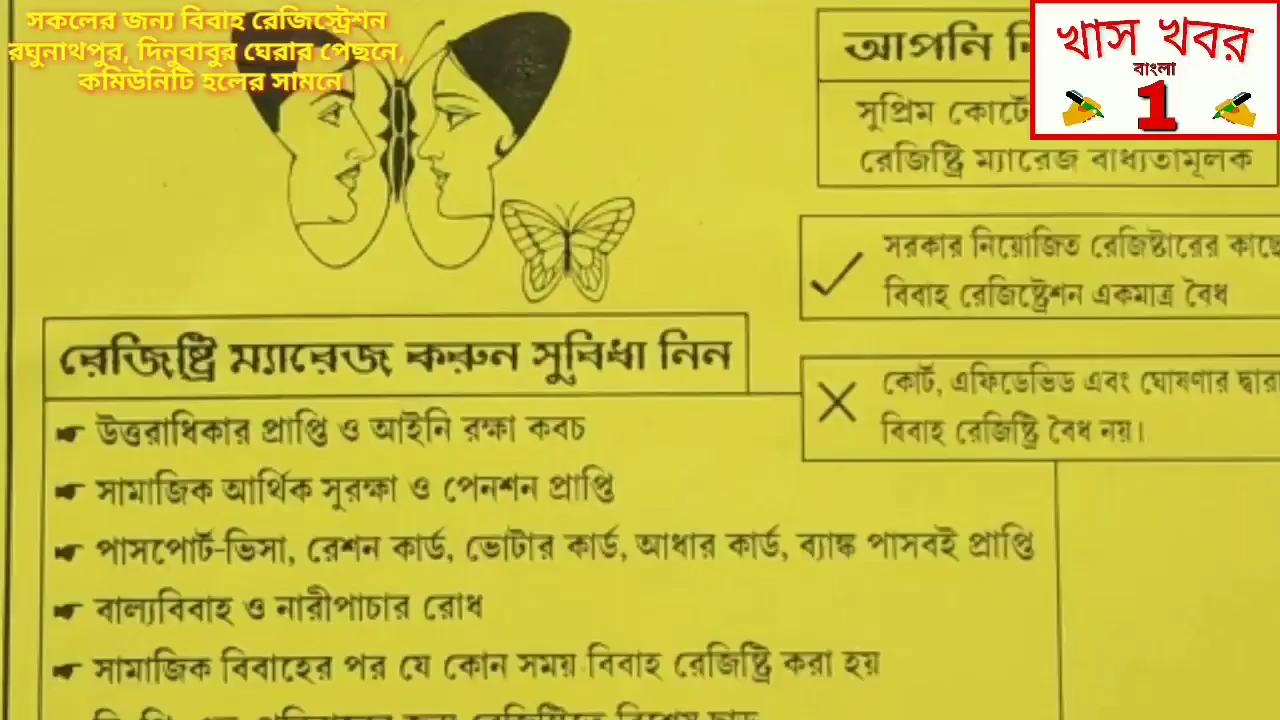 সকলের জন্য বিবাহ রেজিস্ট্রেশন
রঘুনাথপুর, দিনুবাবুর ঘেরার পেছনে,
কমিউনিটি হলের সামনে
খাস খবর
বাংলা
1
আপনি
সুপ্রিম কোর্টে
রেজিষ্ট্রি ম্যারেজ বাধ্যতামূলক
সরকার নিয়োজিত রেজিষ্টারের কাছে
বিবাহ রেজিষ্ট্রেশন একমাত্র বৈধ
কোর্ট, এফিডেভিড এবং ঘোষণার দ্বারা
বিবাহ রেজিষ্ট্রি বৈধ নয়।
রেজিষ্ট্রি ম্যারেজ করুন সুবিধা নিন
উত্তরাধিকার প্রাপ্তি ও আইনি রক্ষা কবচ
সামাজিক আর্থিক সুরক্ষা ও পেনশন প্রাপ্তি
পাসপোর্ট-ভিসা, রেশন কার্ড, ভোটার কার্ড, আধার কার্ড, ব্যাঙ্ক পাসবই প্রাপ্তি
বাল্যবিবাহ ও নারীপাচার রোধ
সামাজিক বিবাহের পর যে কোন সময় বিবাহ রেজিষ্ট্রি করা হয়